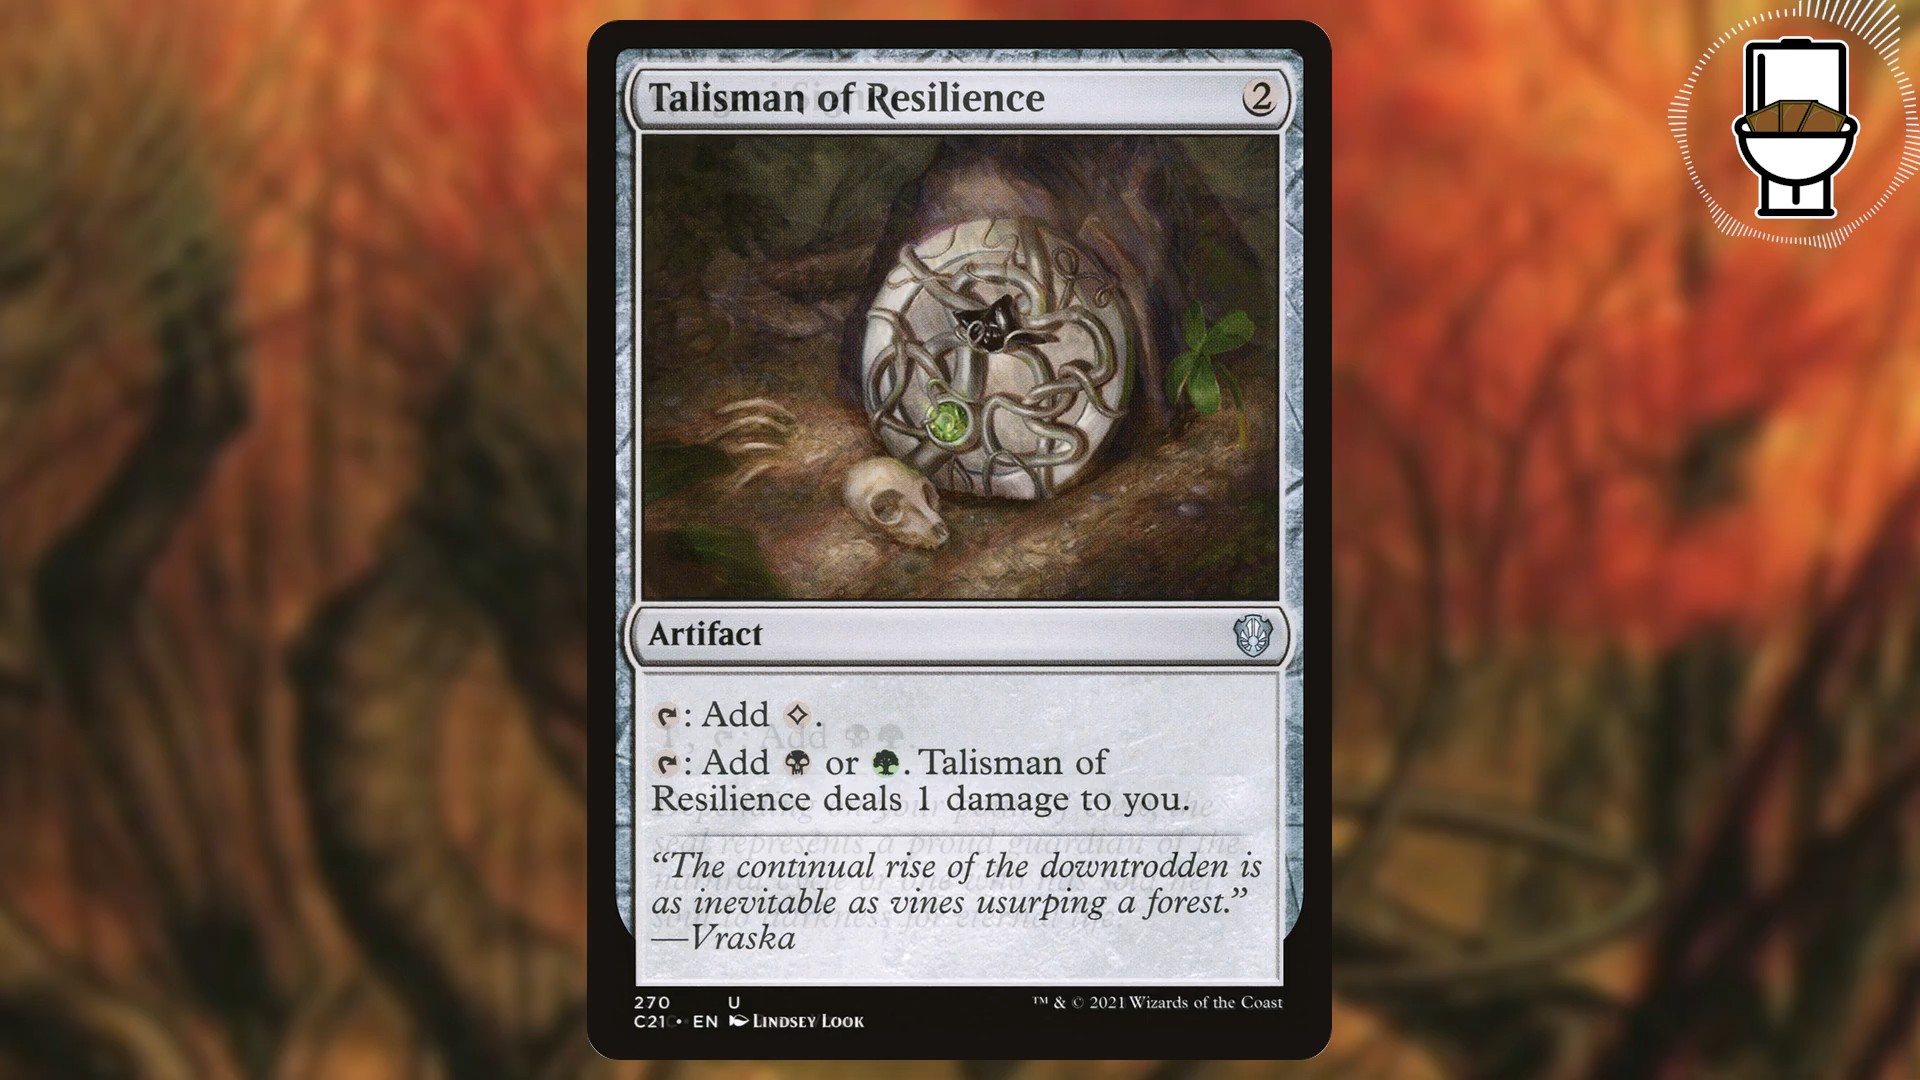 Talisman of Resilience 2
Artifact
: Add .
: Add or . Talisman of
Resilience deals 1 damage to you.
“The continual rise of the downtrodden is
as inevitable as vines usurping a forest.”
—Vraska
270 U ™ & © 2021 Wizards of the Coast
C21 • EN Lindsey Look